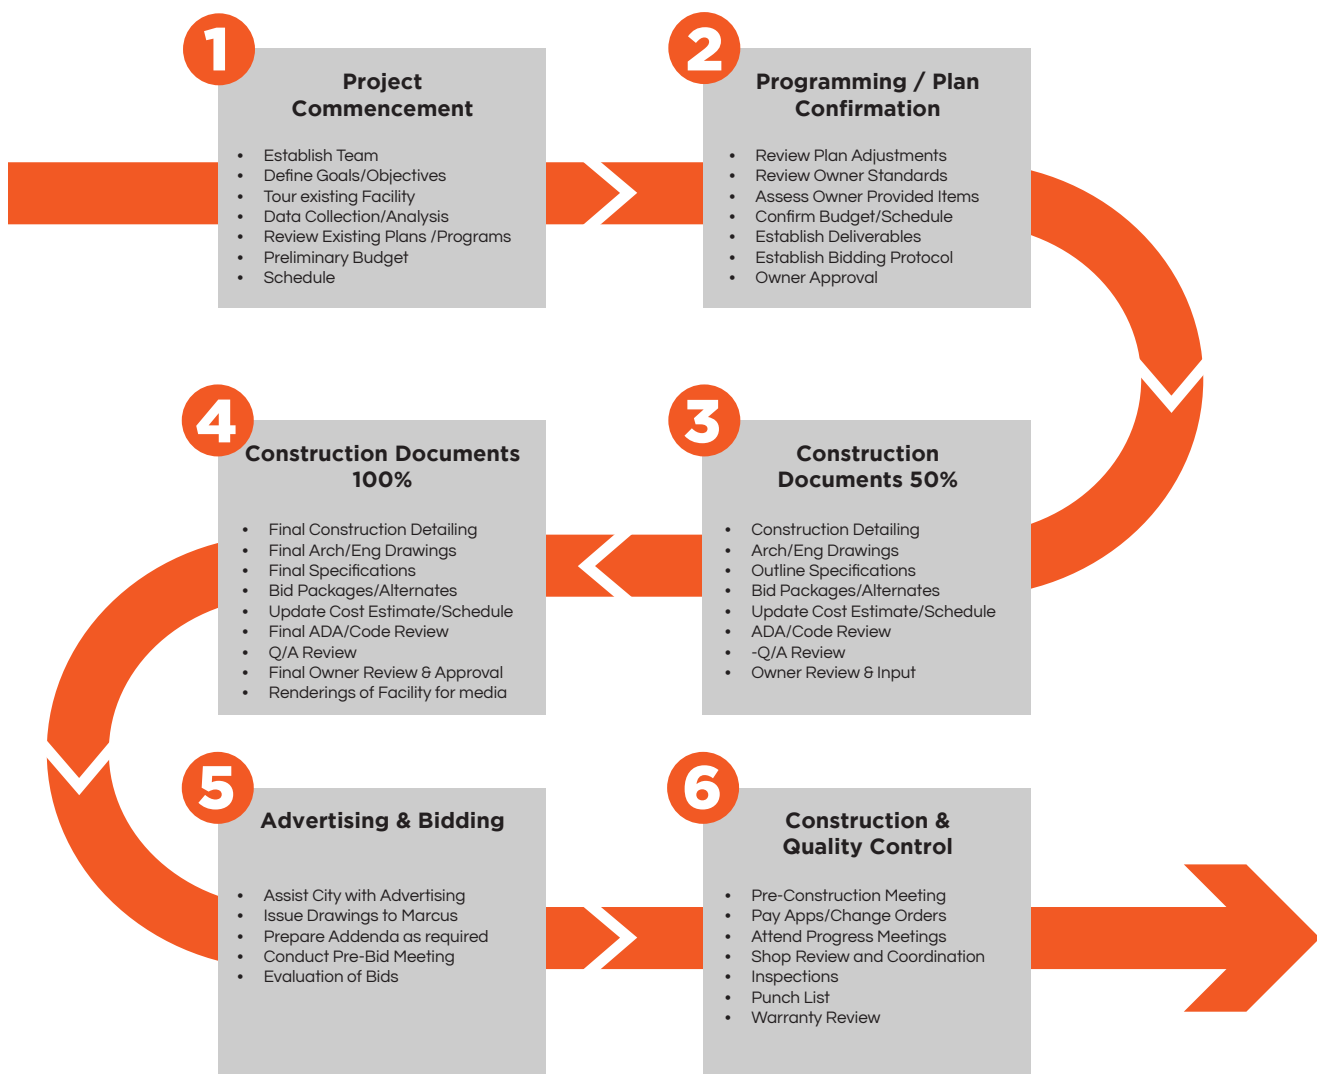 1
Project
Commencement
• Establish Team
• Define Goals/Objectives
• Tour existing Facility
• Data Collection/Analysis
• Review Existing Plans /Programs
• Preliminary Budget
• Schedule
2
Programming / Plan
Confirmation
• Review Plan Adjustments
• Review Owner Standards
• Assess Owner Provided Items
• Confirm Budget/Schedule
• Establish Deliverables
• Establish Bidding Protocol
• Owner Approval
3
Construction
Documents 50%
• Construction Detailing
• Arch/Eng Drawings
• Outline Specifications
• Bid Packages/Alternates
• Update Cost Estimate/Schedule
• ADA/Code Review
• -Q/A Review
• Owner Review & Input
4
Construction Documents
100%
• Final Construction Detailing
• Final Arch/Eng Drawings
• Final Specifications
• Bid Packages/Alternates
• Update Cost Estimate/Schedule
• Final ADA/Code Review
• Q/A Review
• Final Owner Review & Approval
• Renderings of Facility for media
5
Advertising & Bidding
• Assist City with Advertising
• Issue Drawings to Marcus
• Prepare Addenda as required
• Conduct Pre-Bid Meeting
• Evaluation of Bids
6
Construction &
Quality Control
• Pre-Construction Meeting
• Pay Apps/Change Orders
• Attend Progress Meetings
• Shop Review and Coordination
• Inspections
• Punch List
• Warranty Review